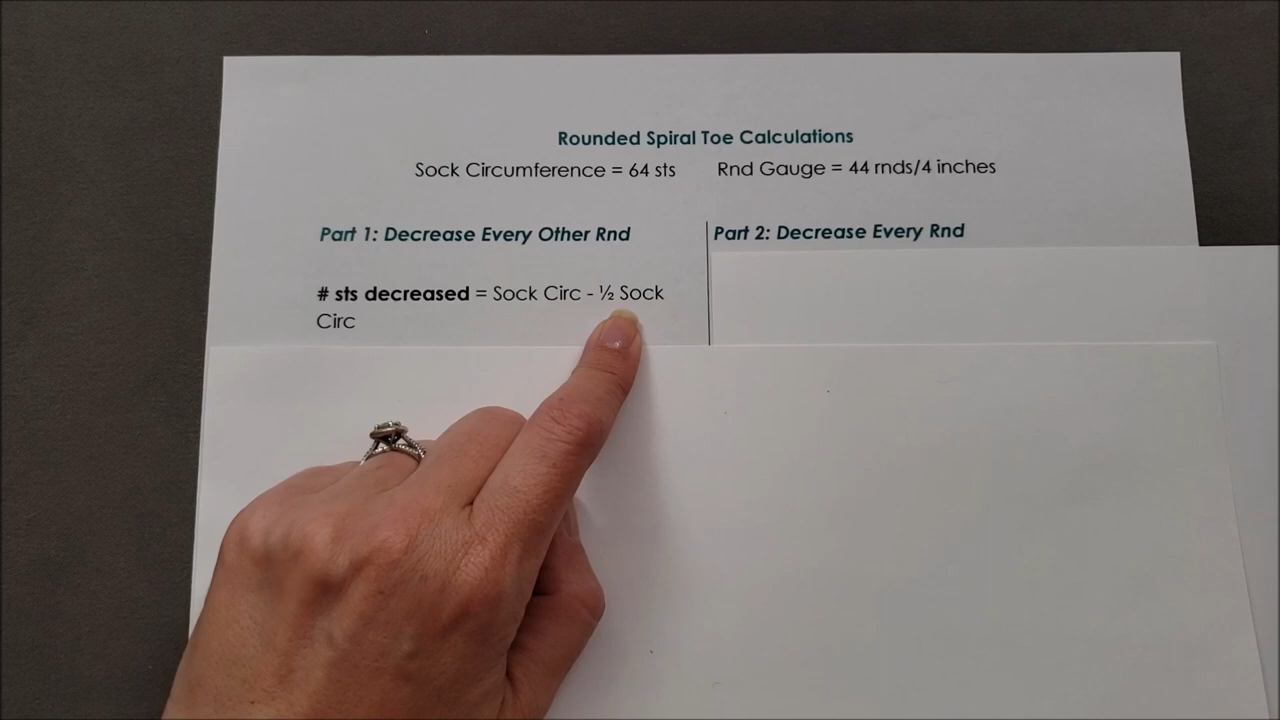 Rounded Spiral Toe Calculations
Sock Circumference = 64 sts Rnd Gauge = 44 rnds/4 inches
Part 1: Decrease Every Other Rnd
# sts decreased = Sock Circ - ½ Sock
Circ
Part 2: Decrease Every Rnd